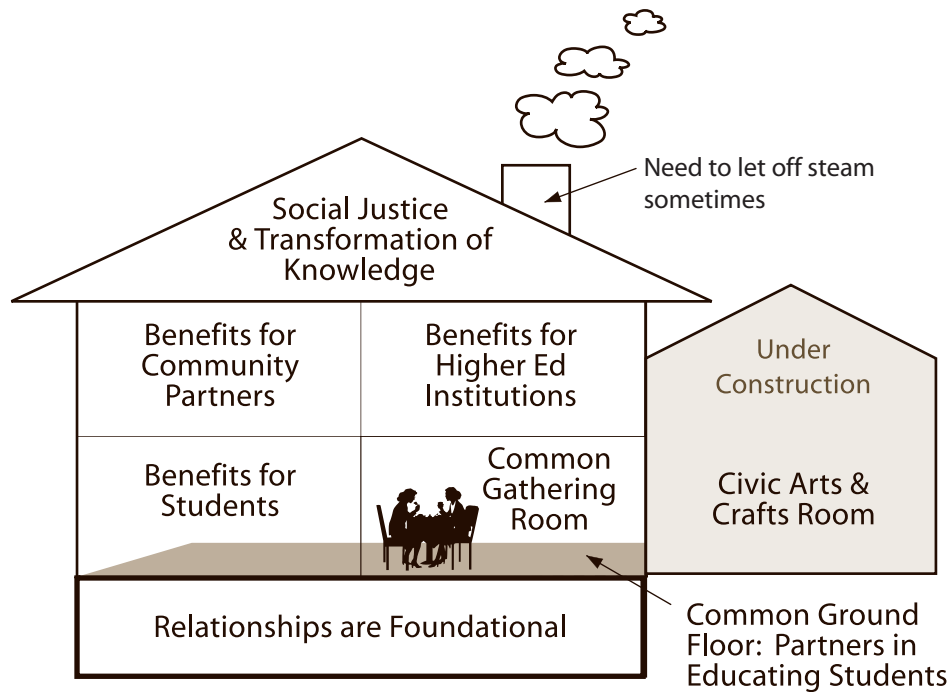 Need to let off steam
sometimes
Social Justice
& Transformation of
Knowledge
Benefits for
Community
Partners
Benefits for
Higher Ed
Institutions
Under
Construction
Benefits for
Students
Common
Gathering
Room
Civic Arts &
Crafts Room
Relationships are Foundational
Common Ground
Floor: Partners in
Educating Students